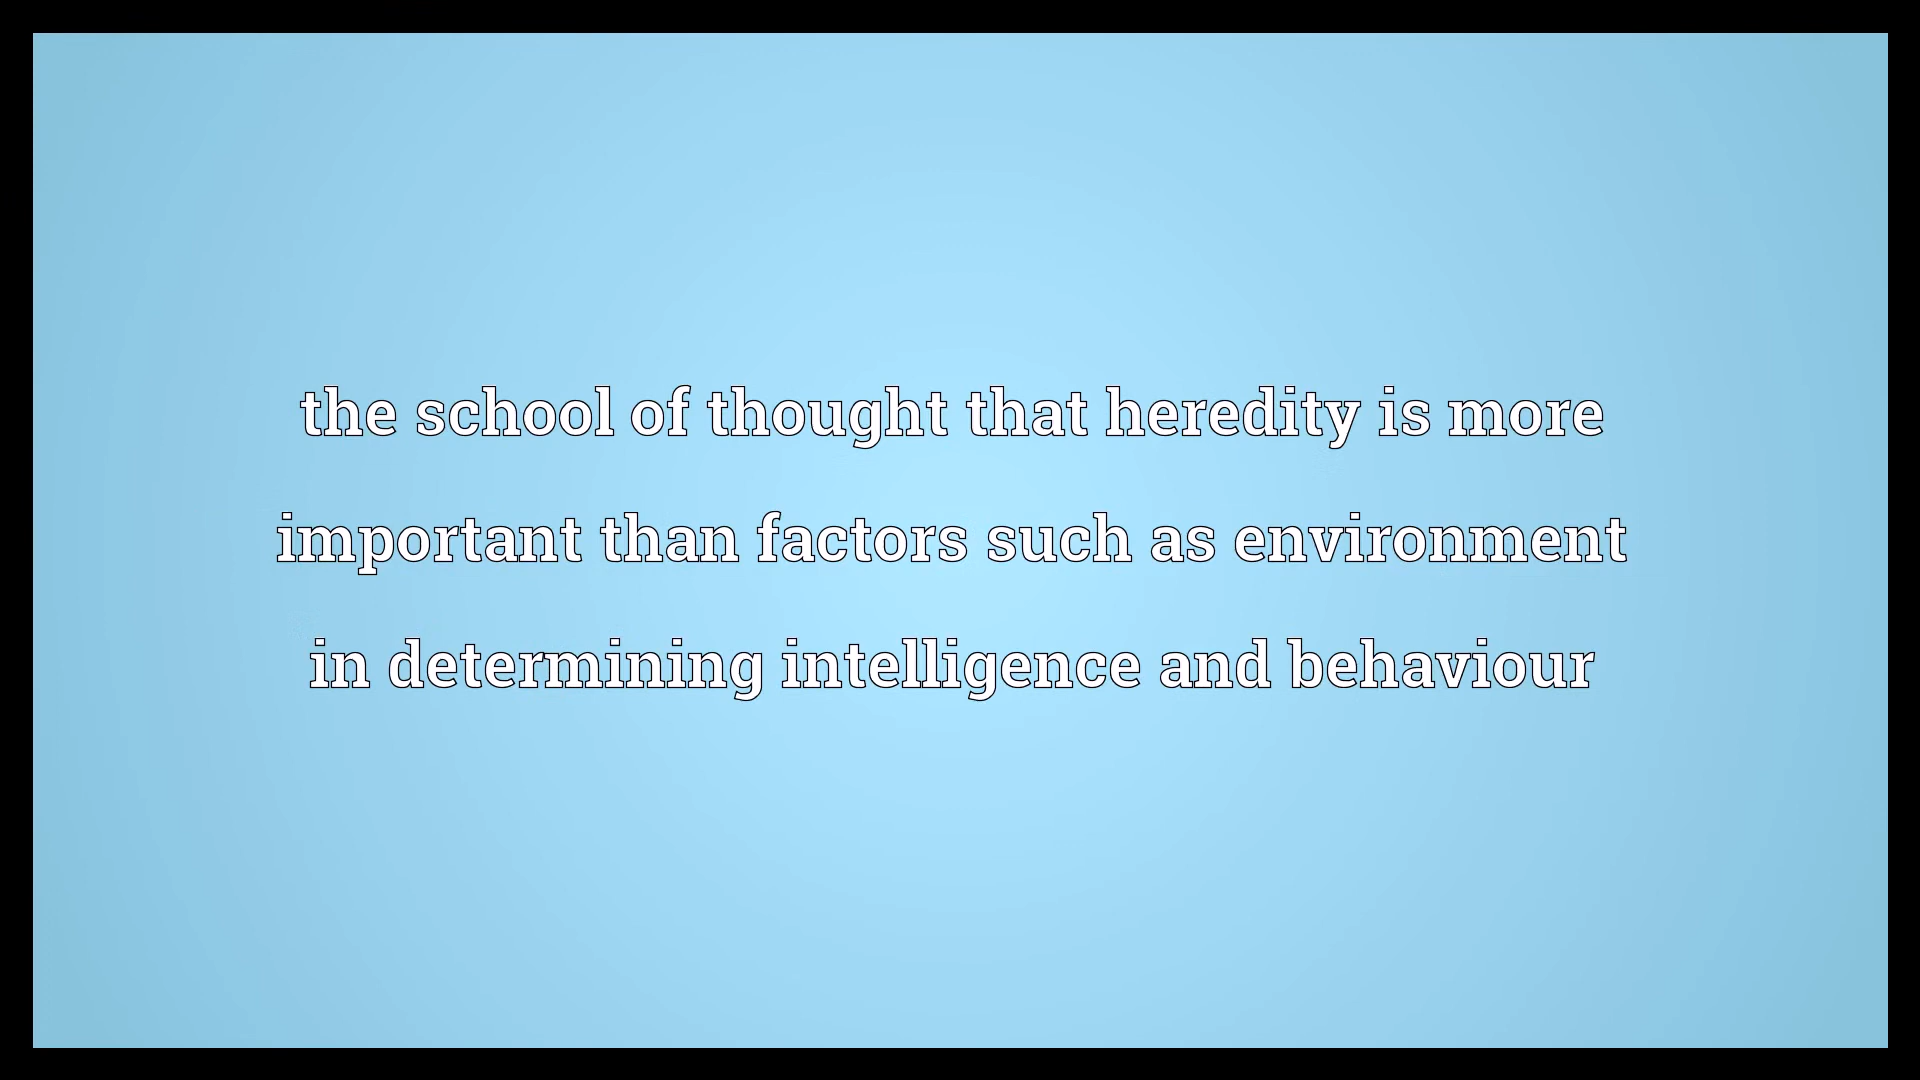 the school of thought that heredity is more
important than factors such as environment
in determining intelligence and behaviour